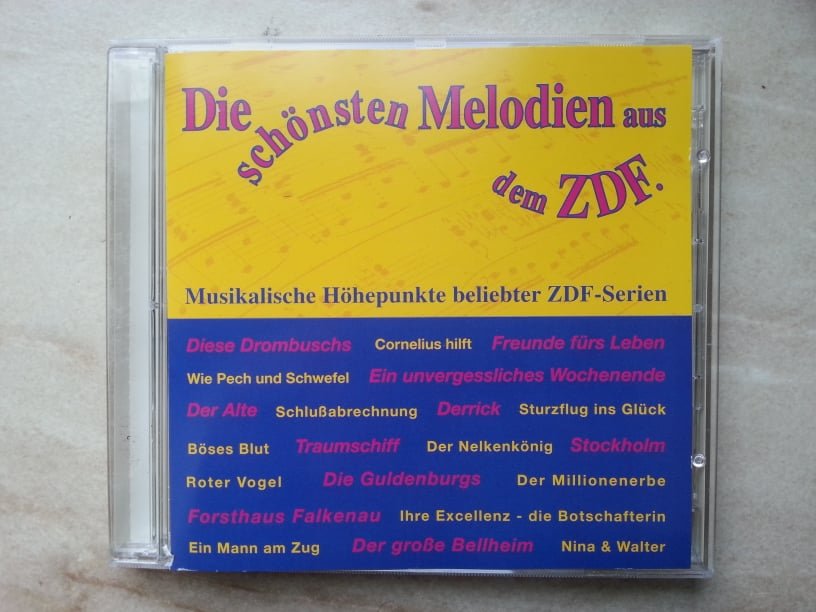 Die schönsten Melodien aus
dem ZDF.
Musikalische Höhepunkte beliebter ZDF-Serien
Diese Drombuschs Cornelius hilft Freunde fürs Leben
Wie Pech und Schwefel Ein unvergessliches Wochenende
Der Alte Schlußabrechnung Derrick Sturzflug ins Glück
Böses Blut Traumschiff Der Nelkenkönig Stockholm
Roter Vogel Die Guldenburgs Der Millionenerbe
Forsthaus Falkenau Ihre Excellenz - die Botschafterin
Ein Mann am Zug Der große Bellheim Nina & Walter